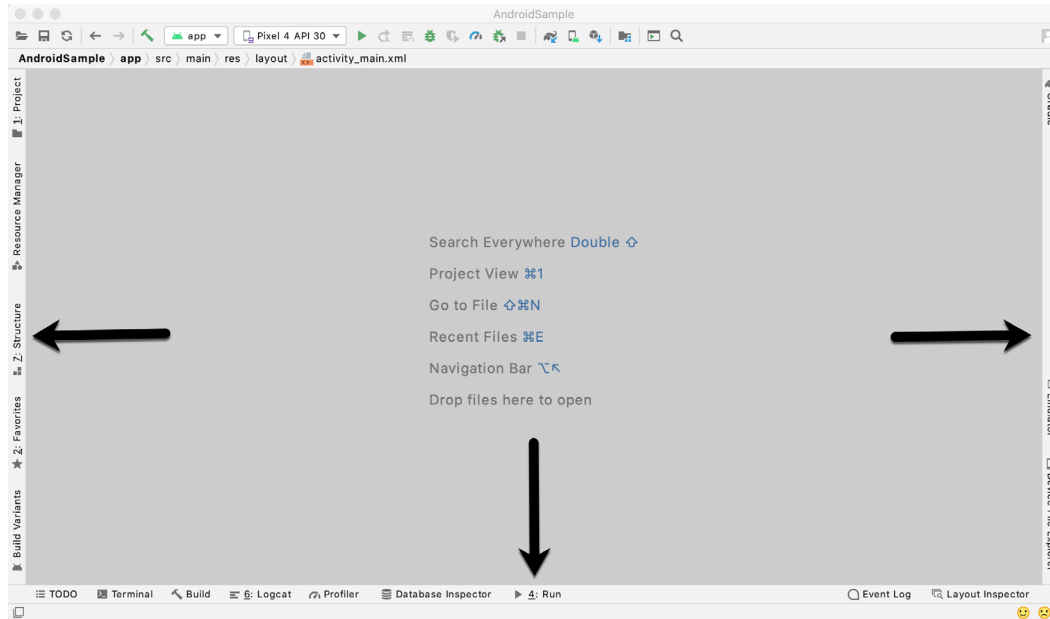 AndroidSample
app
Pixel 4 API 30
AndroidSample app src main res layout activity_main.xml
1: Project
Resource Manager
7: Structure
2: Favorites
Build Variants
Search Everywhere Double ⇧
Project View ⌘1
Go to File ⇧⌘N
Recent Files ⌘E
Navigation Bar ⌥↖
Drop files here to open
TODO Terminal Build 6: Logcat Profiler Database Inspector 4: Run Event Log Layout Inspector